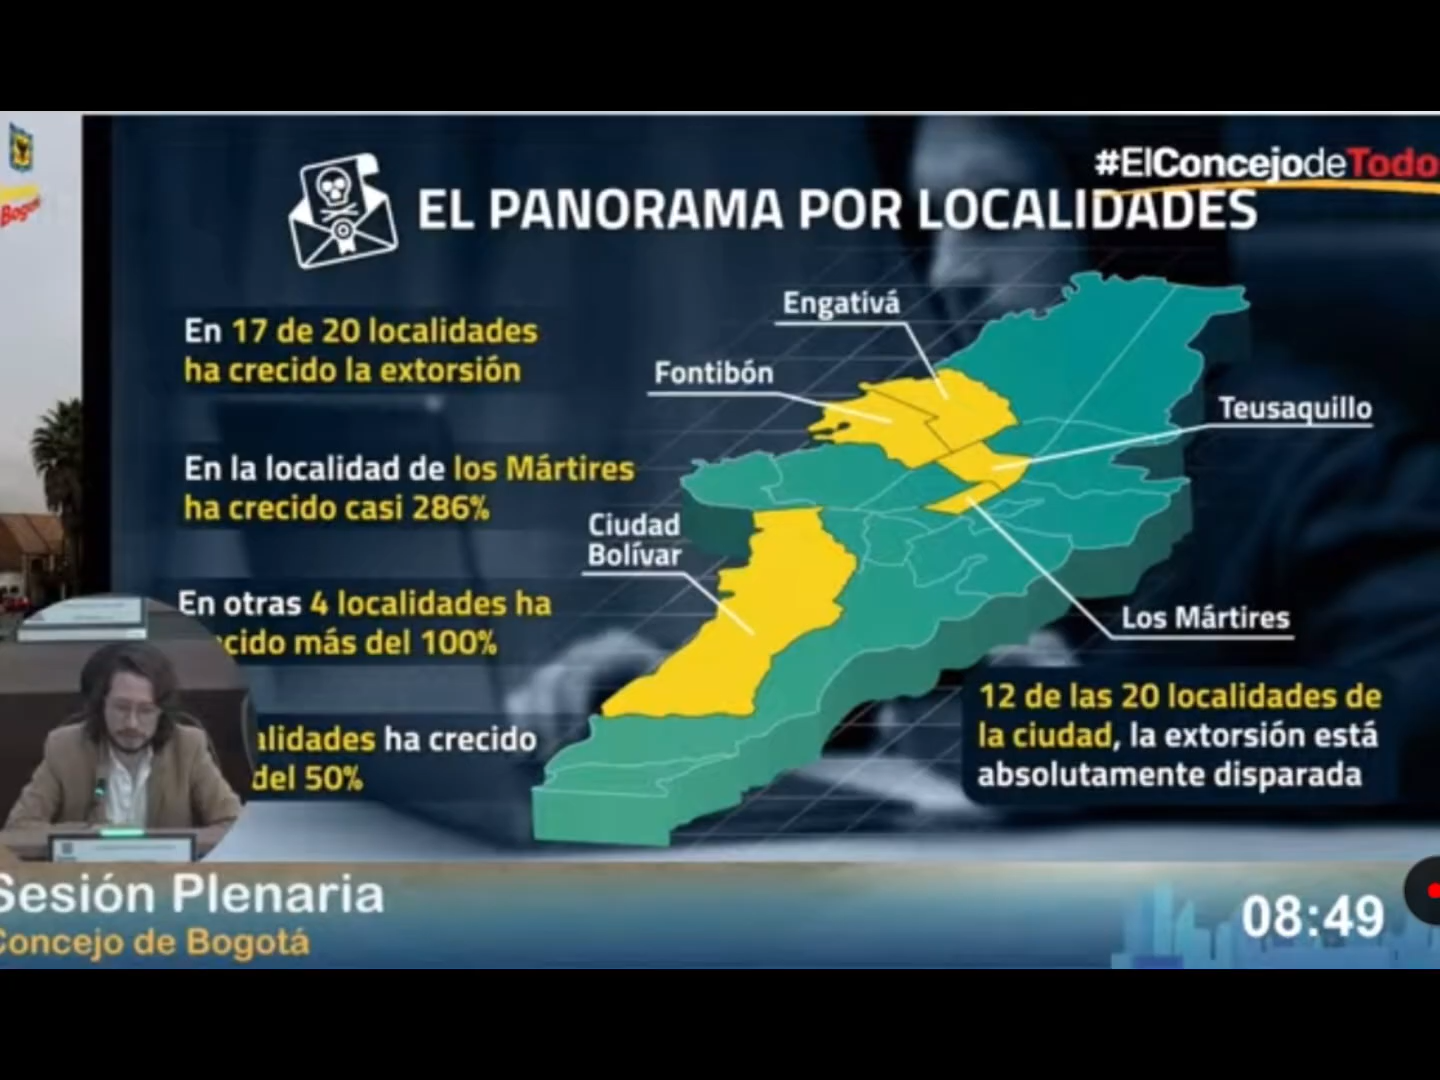 #ElConcejodeTodo
Bogotá
EL PANORAMA POR LOCALIDADES
En 17 de 20 localidades
ha crecido la extorsión
En la localidad de los Mártires
ha crecido casi 286%
En otras 4 localidades ha
cido más del 100%
alidades ha crecido
del 50%
Engativá
Fontibón
Teusaquillo
Ciudad
Bolívar
Los Mártires
12 de las 20 localidades de
la ciudad, la extorsión está
absolutamente disparada
Sesión Plenaria
Concejo de Bogotá
08:49